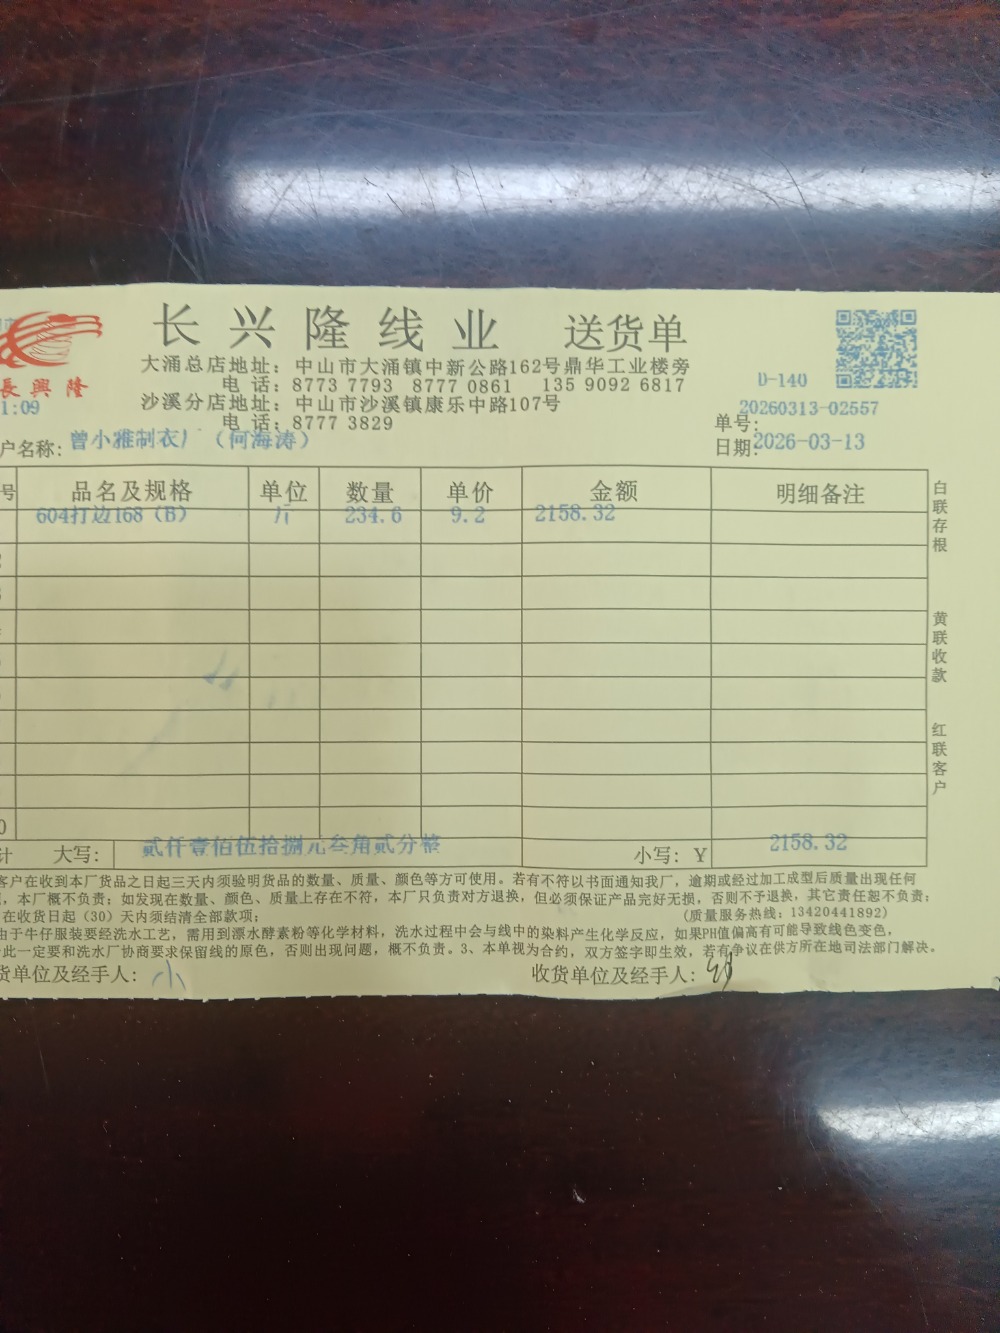 长兴隆线业 送货单
長興隆
大涌总店地址：中山市大涌镇中新公路162号鼎华工业楼旁
电 话：8773 7793 8777 0861 135 9092 6817
沙溪分店地址：中山市沙溪镇康乐中路107号
电 话：8777 3829
D-140
1:09
单号：20260313-02557
日期：2026-03-13
户名称：曾小雅制衣厂（何海涛）
号 品名及规格 单位 数量 单价 金额 明细备注
604打边168（B） 斤 234.6 9.2 2158.32
0
计 大写：贰仟壹佰伍拾捌元叁角贰分整 小写：￥ 2158.32
白联存根
黄联收款
红联客户
客户在收到本厂货品之日起三天内须验明货品的数量、质量、颜色等方可使用。若有不符以书面通知我厂，逾期或经过加工成型后质量出现任何
题，本厂概不负责；如发现在数量、颜色、质量上存在不符，本厂只负责对方退换，但必须保证产品完好无损，否则不予退换，其它责任恕不负责；
在收货日起（30）天内须结清全部款项； (质量服务热线：13420441892)
由于牛仔服装要经洗水工艺，需用到漂水酵素粉等化学材料，洗水过程中会与线中的染料产生化学反应，如果PH值偏高有可能导致线色变色，
此一定要和洗水厂协商要求保留线的原色，否则出现问题，概不负责。3、本单视为合约，双方签字即生效，若有争议在供方所在地司法部门解决。
货单位及经手人：小 收货单位及经手人：